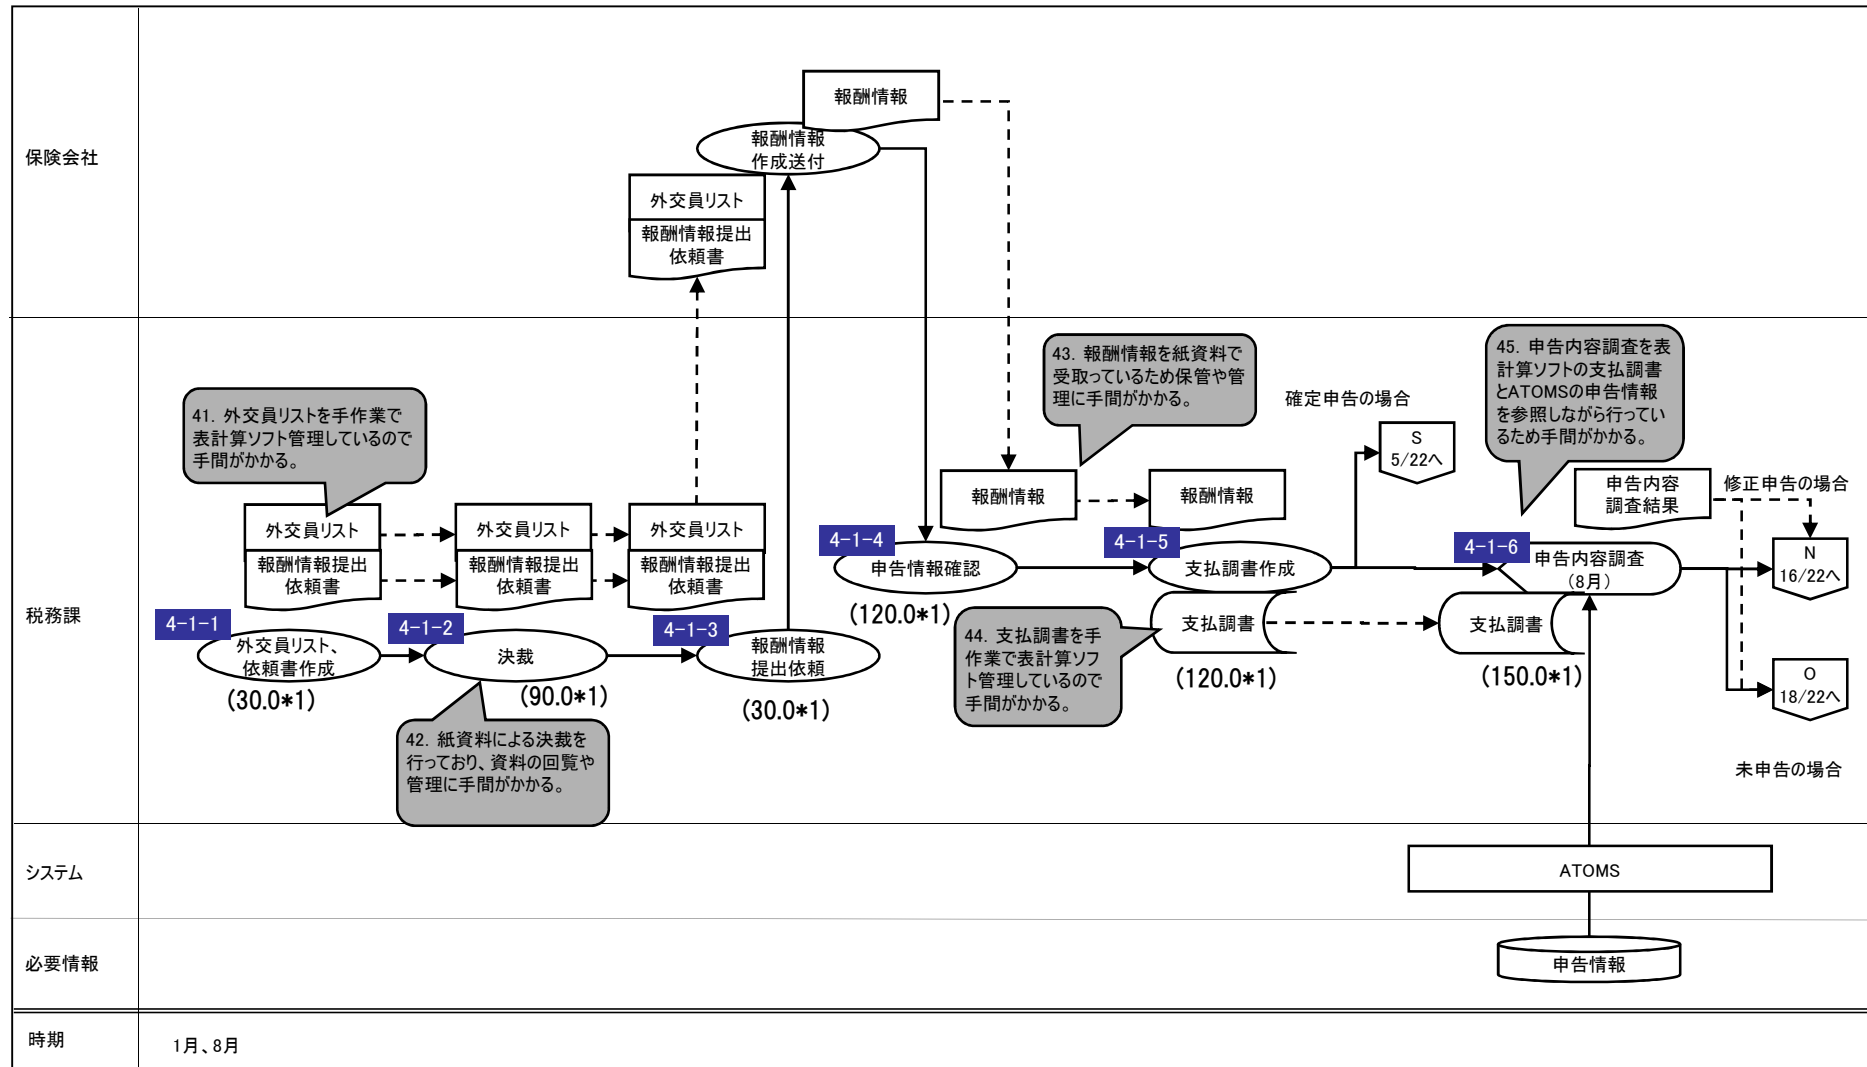 保険会社
報酬情報
報酬情報
作成送付
外交員リスト
報酬情報提出
依頼書
税務課
41. 外交員リストを手作業で
表計算ソフト管理しているので
手間がかかる。
外交員リスト
報酬情報提出
依頼書
外交員リスト
報酬情報提出
依頼書
外交員リスト
報酬情報提出
依頼書
4-1-1
外交員リスト、
依頼書作成
(30.0*1)
4-1-2
決裁
(90.0*1)
42. 紙資料による決裁を
行っており、資料の回覧や
管理に手間がかかる。
4-1-3
報酬情報
提出依頼
(30.0*1)
43. 報酬情報を紙資料で
受取っているため保管や管
理に手間がかかる。
報酬情報
報酬情報
4-1-4
申告情報確認
(120.0*1)
4-1-5
支払調書作成
支払調書
(120.0*1)
44. 支払調書を手
作業で表計算ソフ
ト管理しているので
手間がかかる。
確定申告の場合
S
5/22へ
45. 申告内容調査を表
計算ソフトの支払調書
とATOMSの申告情報
を参照しながら行ってい
るため手間がかかる。
申告内容
調査結果
修正申告の場合
4-1-6
申告内容調査
(8月)
支払調書
(150.0*1)
N
16/22へ
O
18/22へ
未申告の場合
システム
ATOMS
必要情報
申告情報
時期
1月、8月